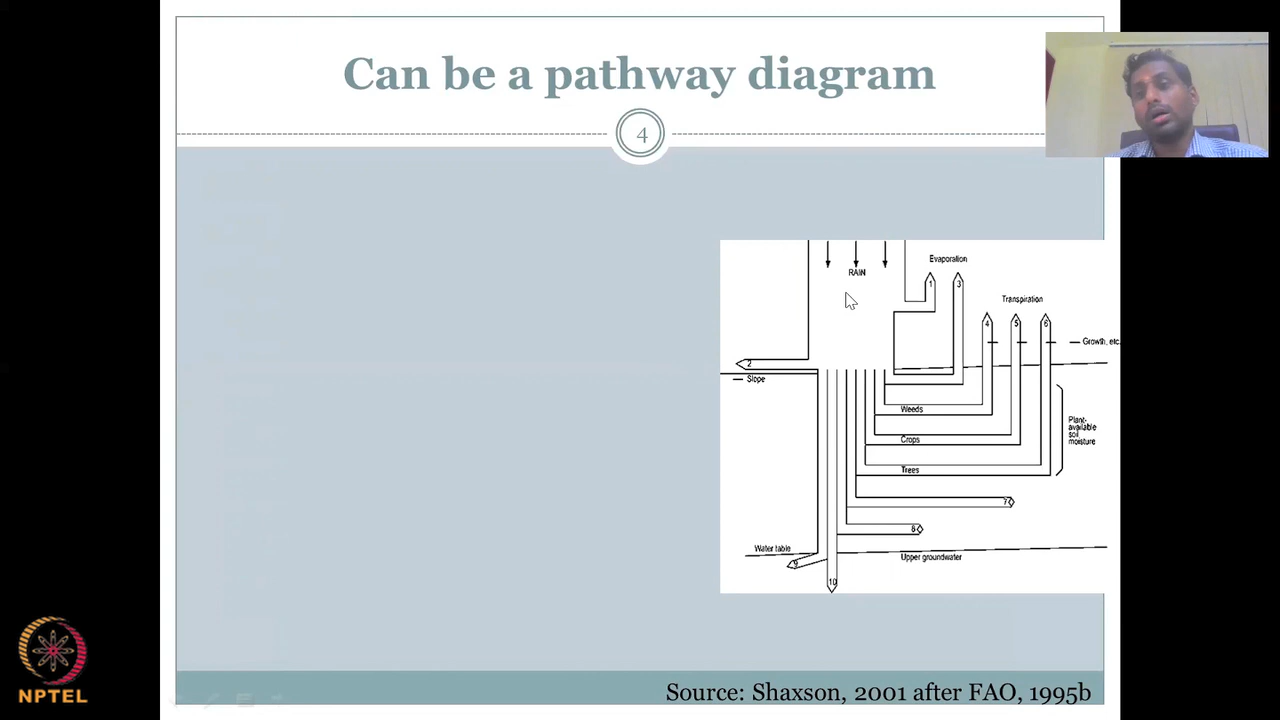 Can be a pathway diagram
4
RAIN
Evaporation
1
3
Transpiration
4
5
6
Growth, etc.
2
Slope
Weeds
Crops
Trees
Plant-
available
soil
moisture
7
8
Water table
9
Upper groundwater
10
NPTEL
Source: Shaxson, 2001 after FAO, 1995b